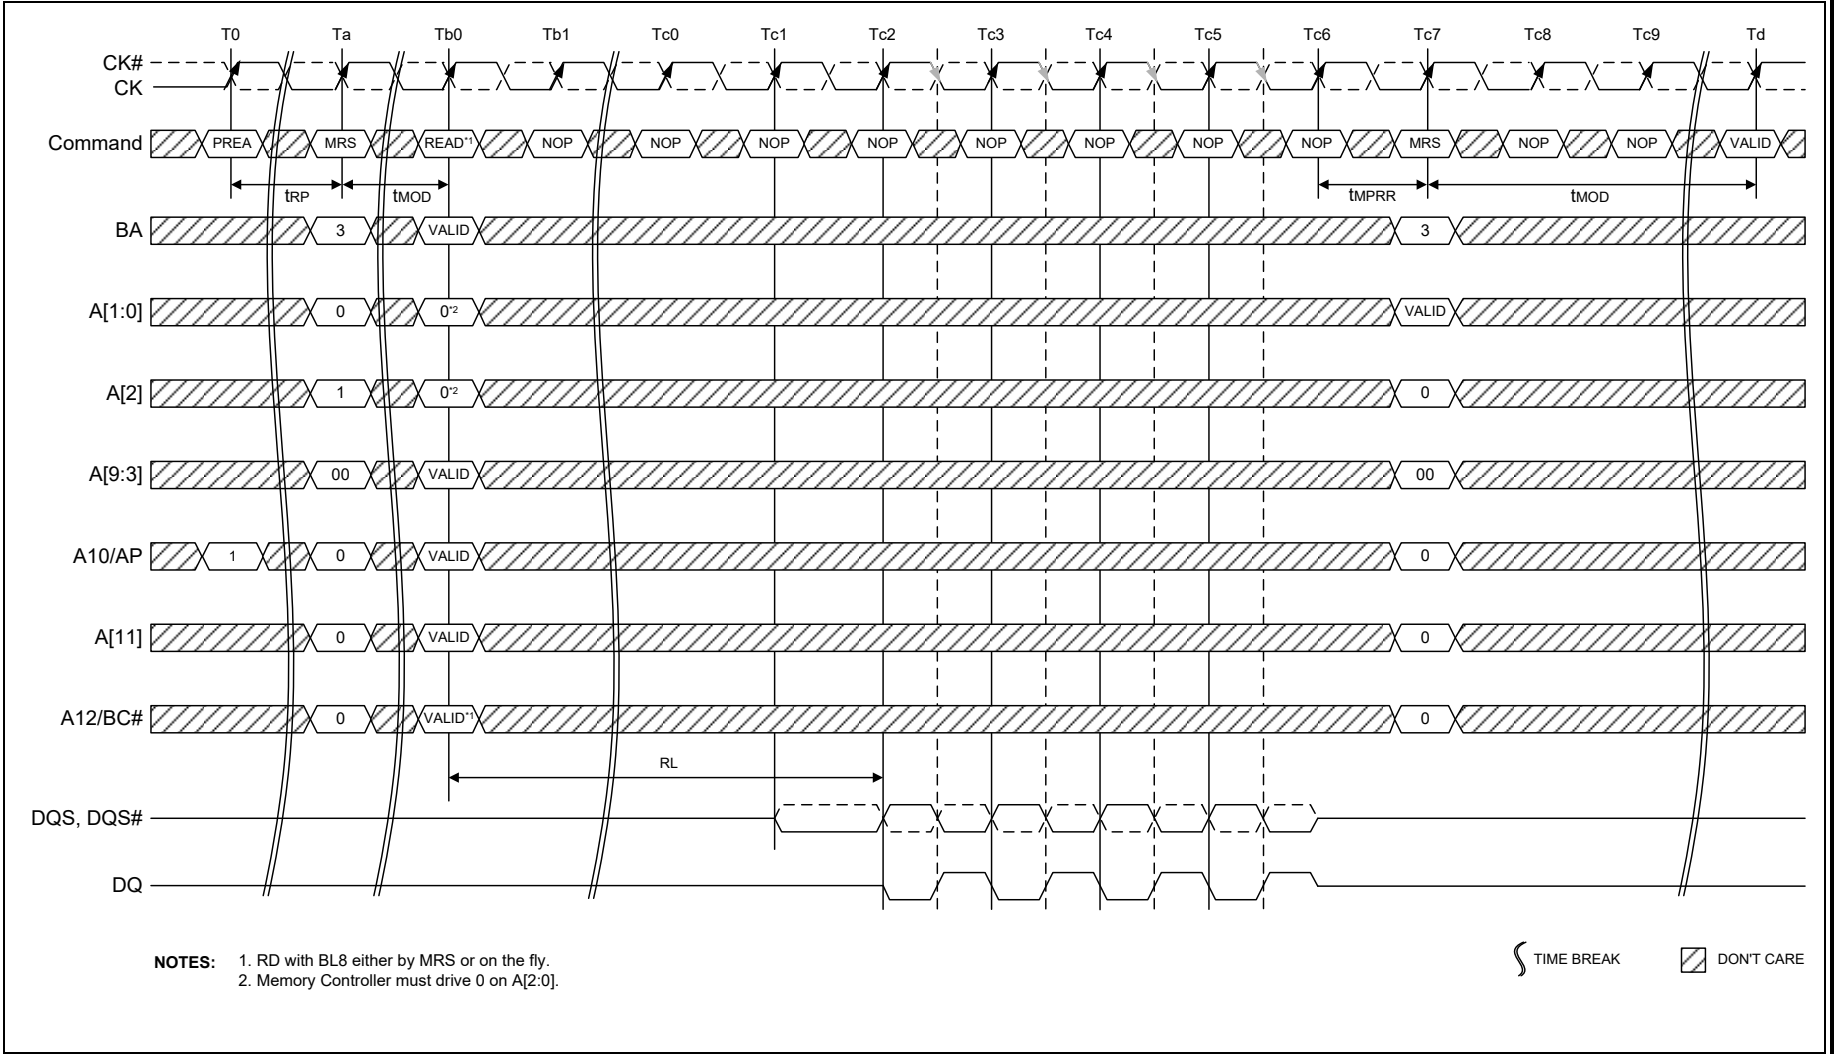 T0 Ta Tb0 Tb1 Tc0 Tc1 Tc2 Tc3 Tc4 Tc5 Tc6 Tc7 Tc8 Tc9 Td
CK#
CK
Command PREA MRS READ*1 NOP NOP NOP NOP NOP NOP NOP NOP MRS NOP NOP VALID
tRP tMOD tMPRR tMOD
BA 3 VALID 3
A[1:0] 0 0*2 VALID
A[2] 1 0*2 0
A[9:3] 00 VALID 00
A10/AP 1 0 VALID 0
A[11] 0 VALID 0
A12/BC# 0 VALID*1 0
RL
DQS, DQS#
DQ
NOTES: 1. RD with BL8 either by MRS or on the fly.
2. Memory Controller must drive 0 on A[2:0].
TIME BREAK DON'T CARE